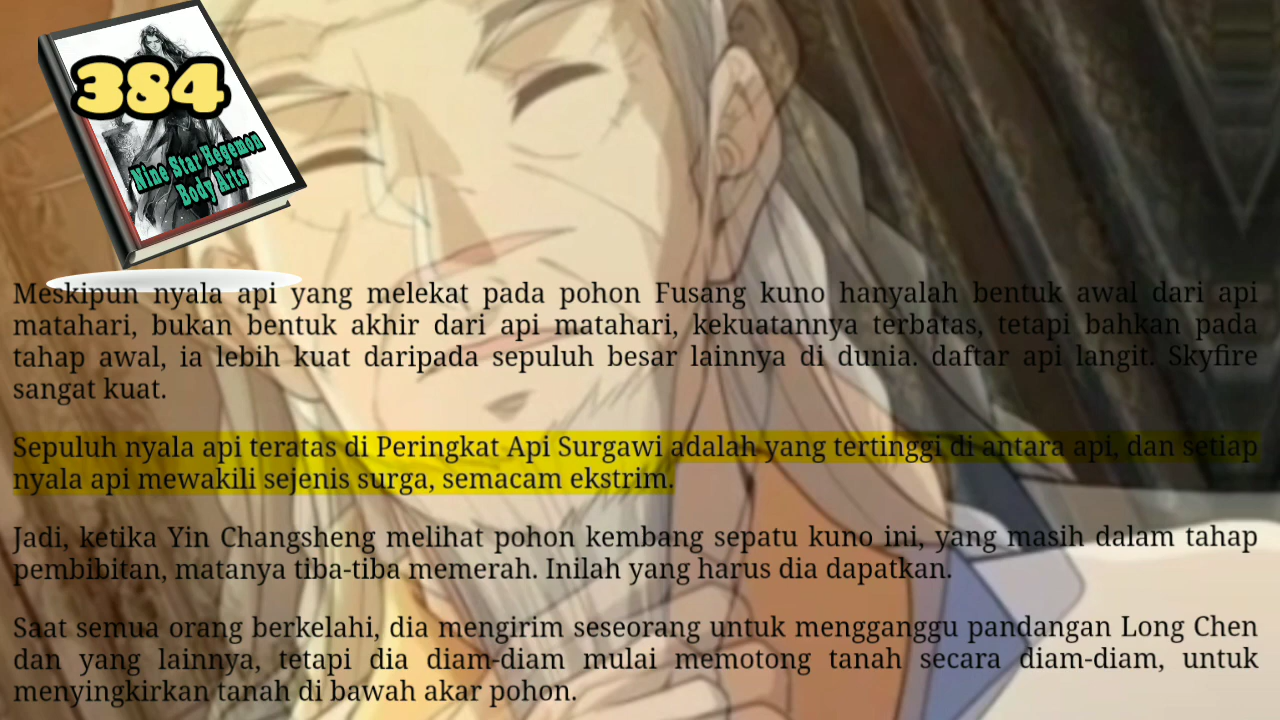 384
Nine Star Hegemon
Body Arts
Meskipun nyala api yang melekat pada pohon Fusang kuno hanyalah bentuk awal dari api
matahari, bukan bentuk akhir dari api matahari, kekuatannya terbatas, tetapi bahkan pada
tahap awal, ia lebih kuat daripada sepuluh besar lainnya di dunia. daftar api langit. Skyfire
sangat kuat.
Sepuluh nyala api teratas di Peringkat Api Surgawi adalah yang tertinggi di antara api, dan setiap
nyala api mewakili sejenis surga, semacam ekstrim.
Jadi, ketika Yin Changsheng melihat pohon kembang sepatu kuno ini, yang masih dalam tahap
pembibitan, matanya tiba-tiba memerah. Inilah yang harus dia dapatkan.
Saat semua orang berkelahi, dia mengirim seseorang untuk mengganggu pandangan Long Chen
dan yang lainnya, tetapi dia diam-diam mulai memotong tanah secara diam-diam, untuk
menyingkirkan tanah di bawah akar pohon.